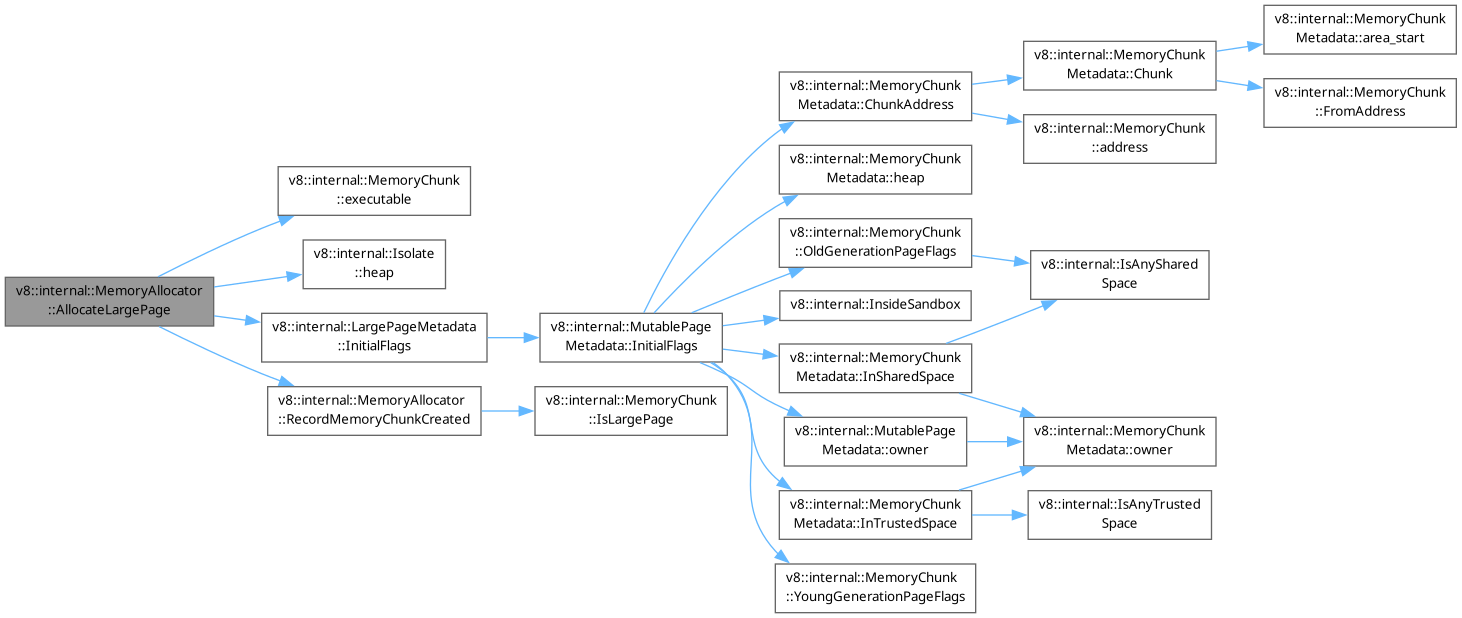 v8::internal::MemoryAllocator
::AllocateLargePage
v8::internal::MemoryChunk
::executable
v8::internal::Isolate
::heap
v8::internal::LargePageMetadata
::InitialFlags
v8::internal::MemoryAllocator
::RecordMemoryChunkCreated
v8::internal::MutablePage
Metadata::InitialFlags
v8::internal::MemoryChunk
::IsLargePage
v8::internal::MemoryChunk
Metadata::ChunkAddress
v8::internal::MemoryChunk
Metadata::heap
v8::internal::MemoryChunk
::OldGenerationPageFlags
v8::internal::InsideSandbox
v8::internal::MemoryChunk
Metadata::InSharedSpace
v8::internal::MutablePage
Metadata::owner
v8::internal::MemoryChunk
Metadata::InTrustedSpace
v8::internal::MemoryChunk
::YoungGenerationPageFlags
v8::internal::MemoryChunk
Metadata::Chunk
v8::internal::MemoryChunk
::address
v8::internal::IsAnyShared
Space
v8::internal::MemoryChunk
Metadata::owner
v8::internal::IsAnyTrusted
Space
v8::internal::MemoryChunk
Metadata::area_start
v8::internal::MemoryChunk
::FromAddress